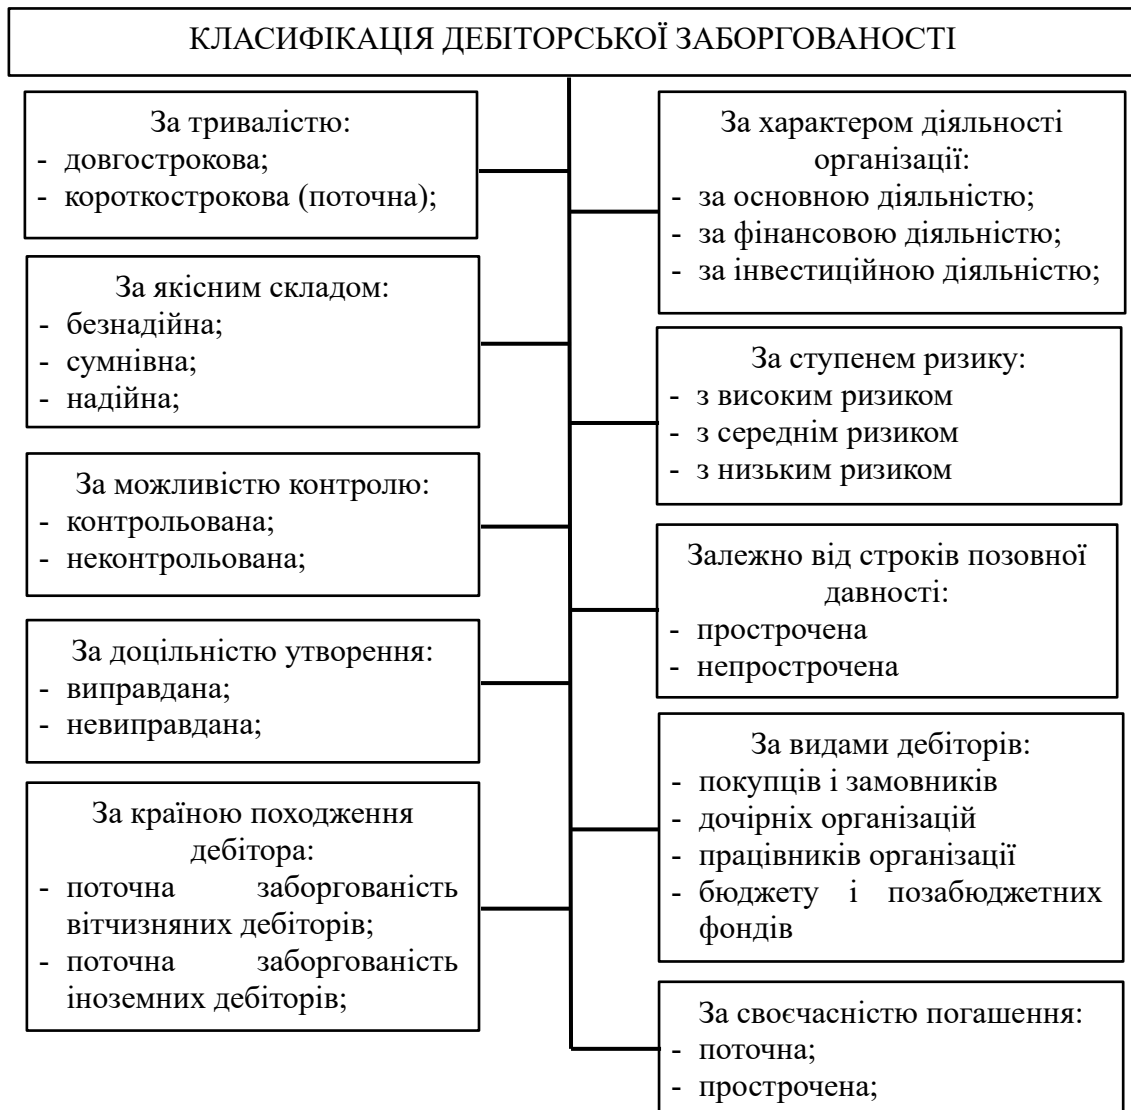 КЛАСИФІКАЦІЯ ДЕБІТОРСЬКОЇ ЗАБОРГОВАНОСТІ
За тривалістю:
- довгострокова;
- короткострокова (поточна);
За якісним складом:
- безнадійна;
- сумнівна;
- надійна;
За можливістю контролю:
- контрольована;
- неконтрольована;
За доцільністю утворення:
- виправдана;
- невиправдана;
За країною походження
дебітора:
- поточна заборгованість
вітчизняних дебіторів;
- поточна заборгованість
іноземних дебіторів;
За характером діяльності
організації:
- за основною діяльністю;
- за фінансовою діяльністю;
- за інвестиційною діяльністю;
За ступенем ризику:
- з високим ризиком
- з середнім ризиком
- з низьким ризиком
Залежно від строків позовної
давності:
- прострочена
- непрострочена
За видами дебіторів:
- покупців і замовників
- дочірніх організацій
- працівників організації
- бюджету і позабюджетних
фондів
За своєчасністю погашення:
- поточна;
- прострочена;